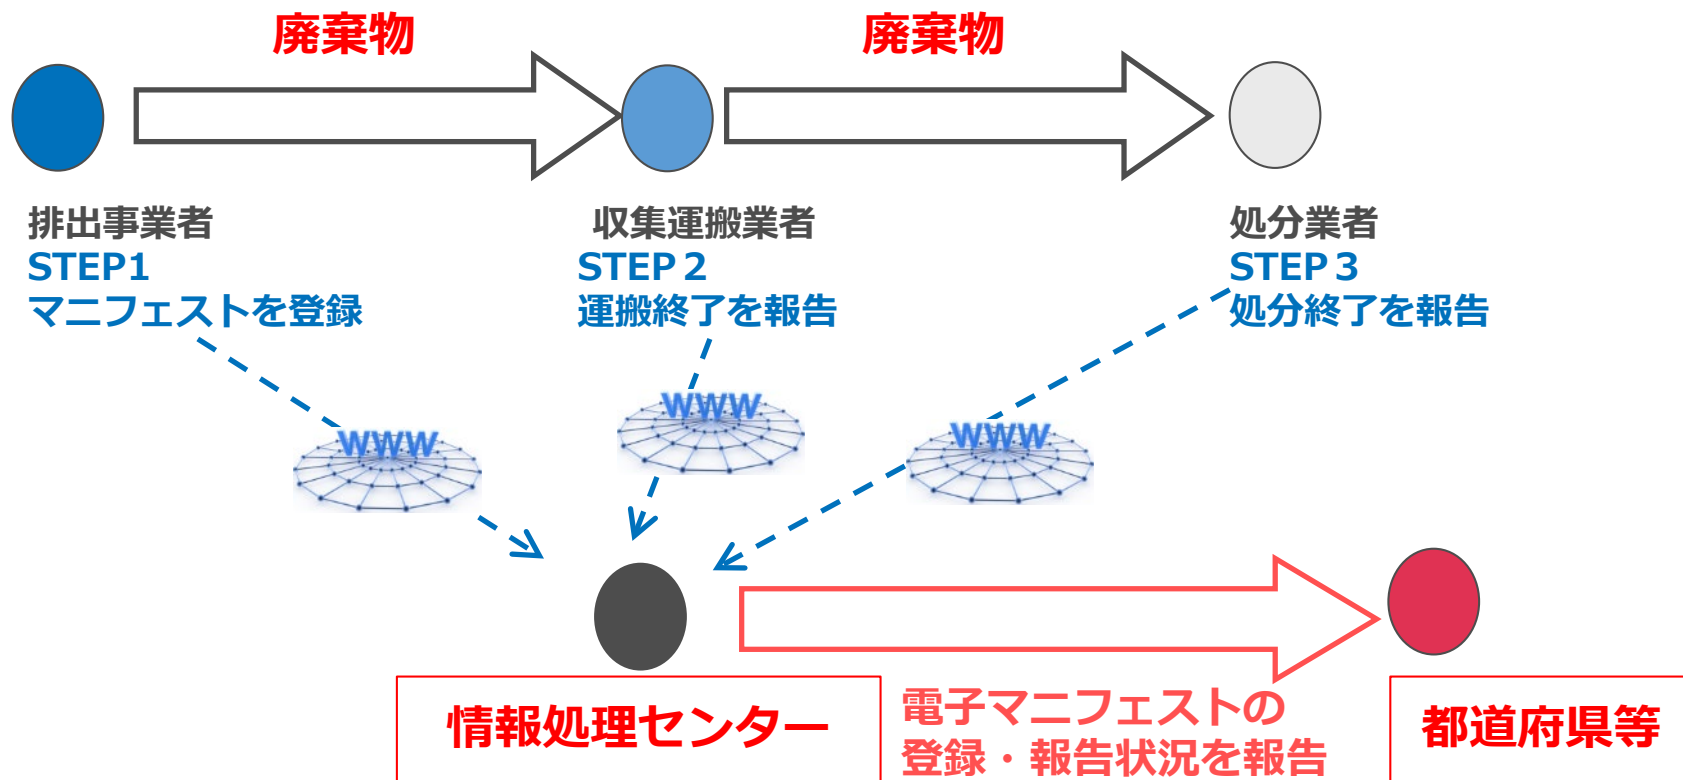 廃棄物
廃棄物
排出事業者
STEP1
マニフェストを登録
収集運搬業者
STEP２
運搬終了を報告
処分業者
STEP３
処分終了を報告
WWW
WWW
WWW
情報処理センター
電子マニフェストの
登録・報告状況を報告
都道府県等